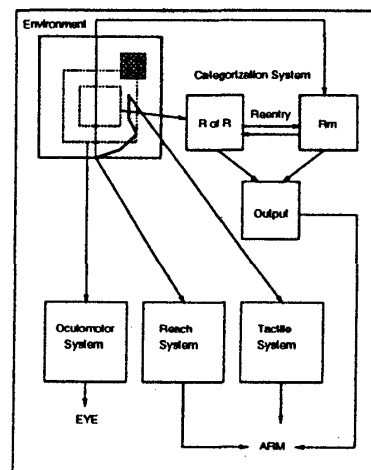 Environment
Categorization System
R of R
Reentry
Rm
Output
Oculomotor
System
Reach
System
Tactile
System
EYE
ARM